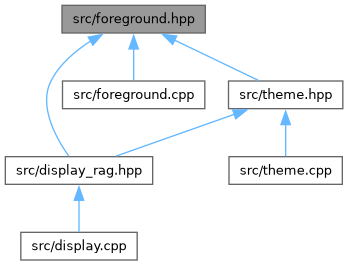 src/foreground.hpp
src/foreground.cpp
src/theme.hpp
src/display_rag.hpp
src/theme.cpp
src/display.cpp